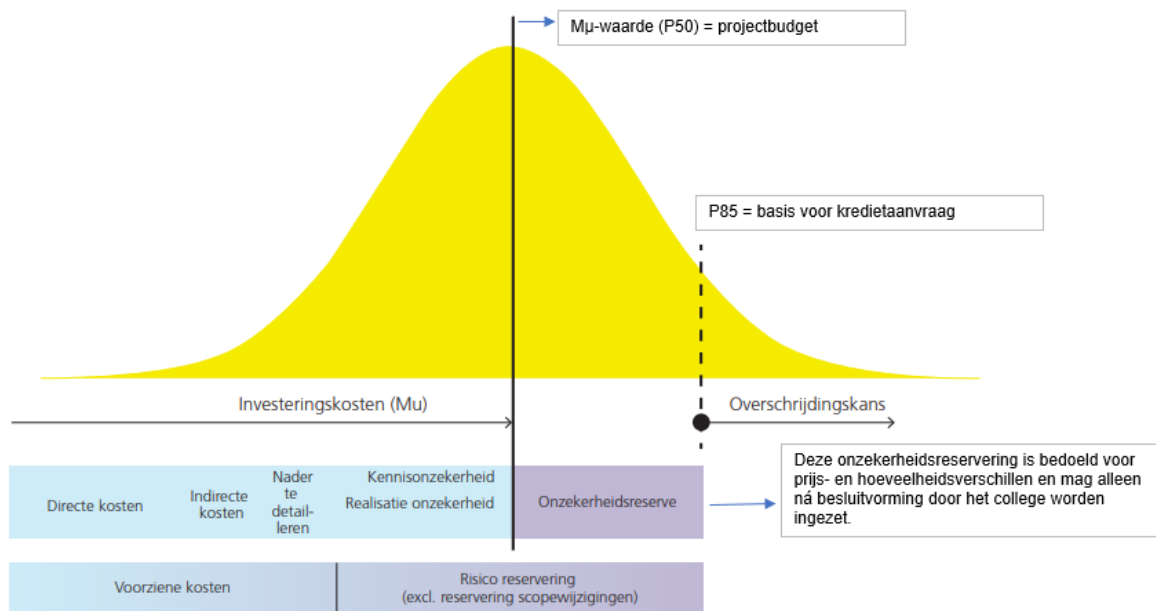 Mµ-waarde (P50) = projectbudget
P85 = basis voor kredietaanvraag
Investeringskosten (Mu)
Overschrijdingskans
Directe kosten
Indirecte
kosten
Nader
te
detail-
leren
Kennisonzekerheid
Realisatie onzekerheid
Onzekerheidsreserve
Deze onzekerheidsreservering is bedoeld voor
prijs- en hoeveelheidsverschillen en mag alleen
ná besluitvorming door het college worden
ingezet.
Voorziene kosten
Risico reservering
(excl. reservering scopewijzigingen)